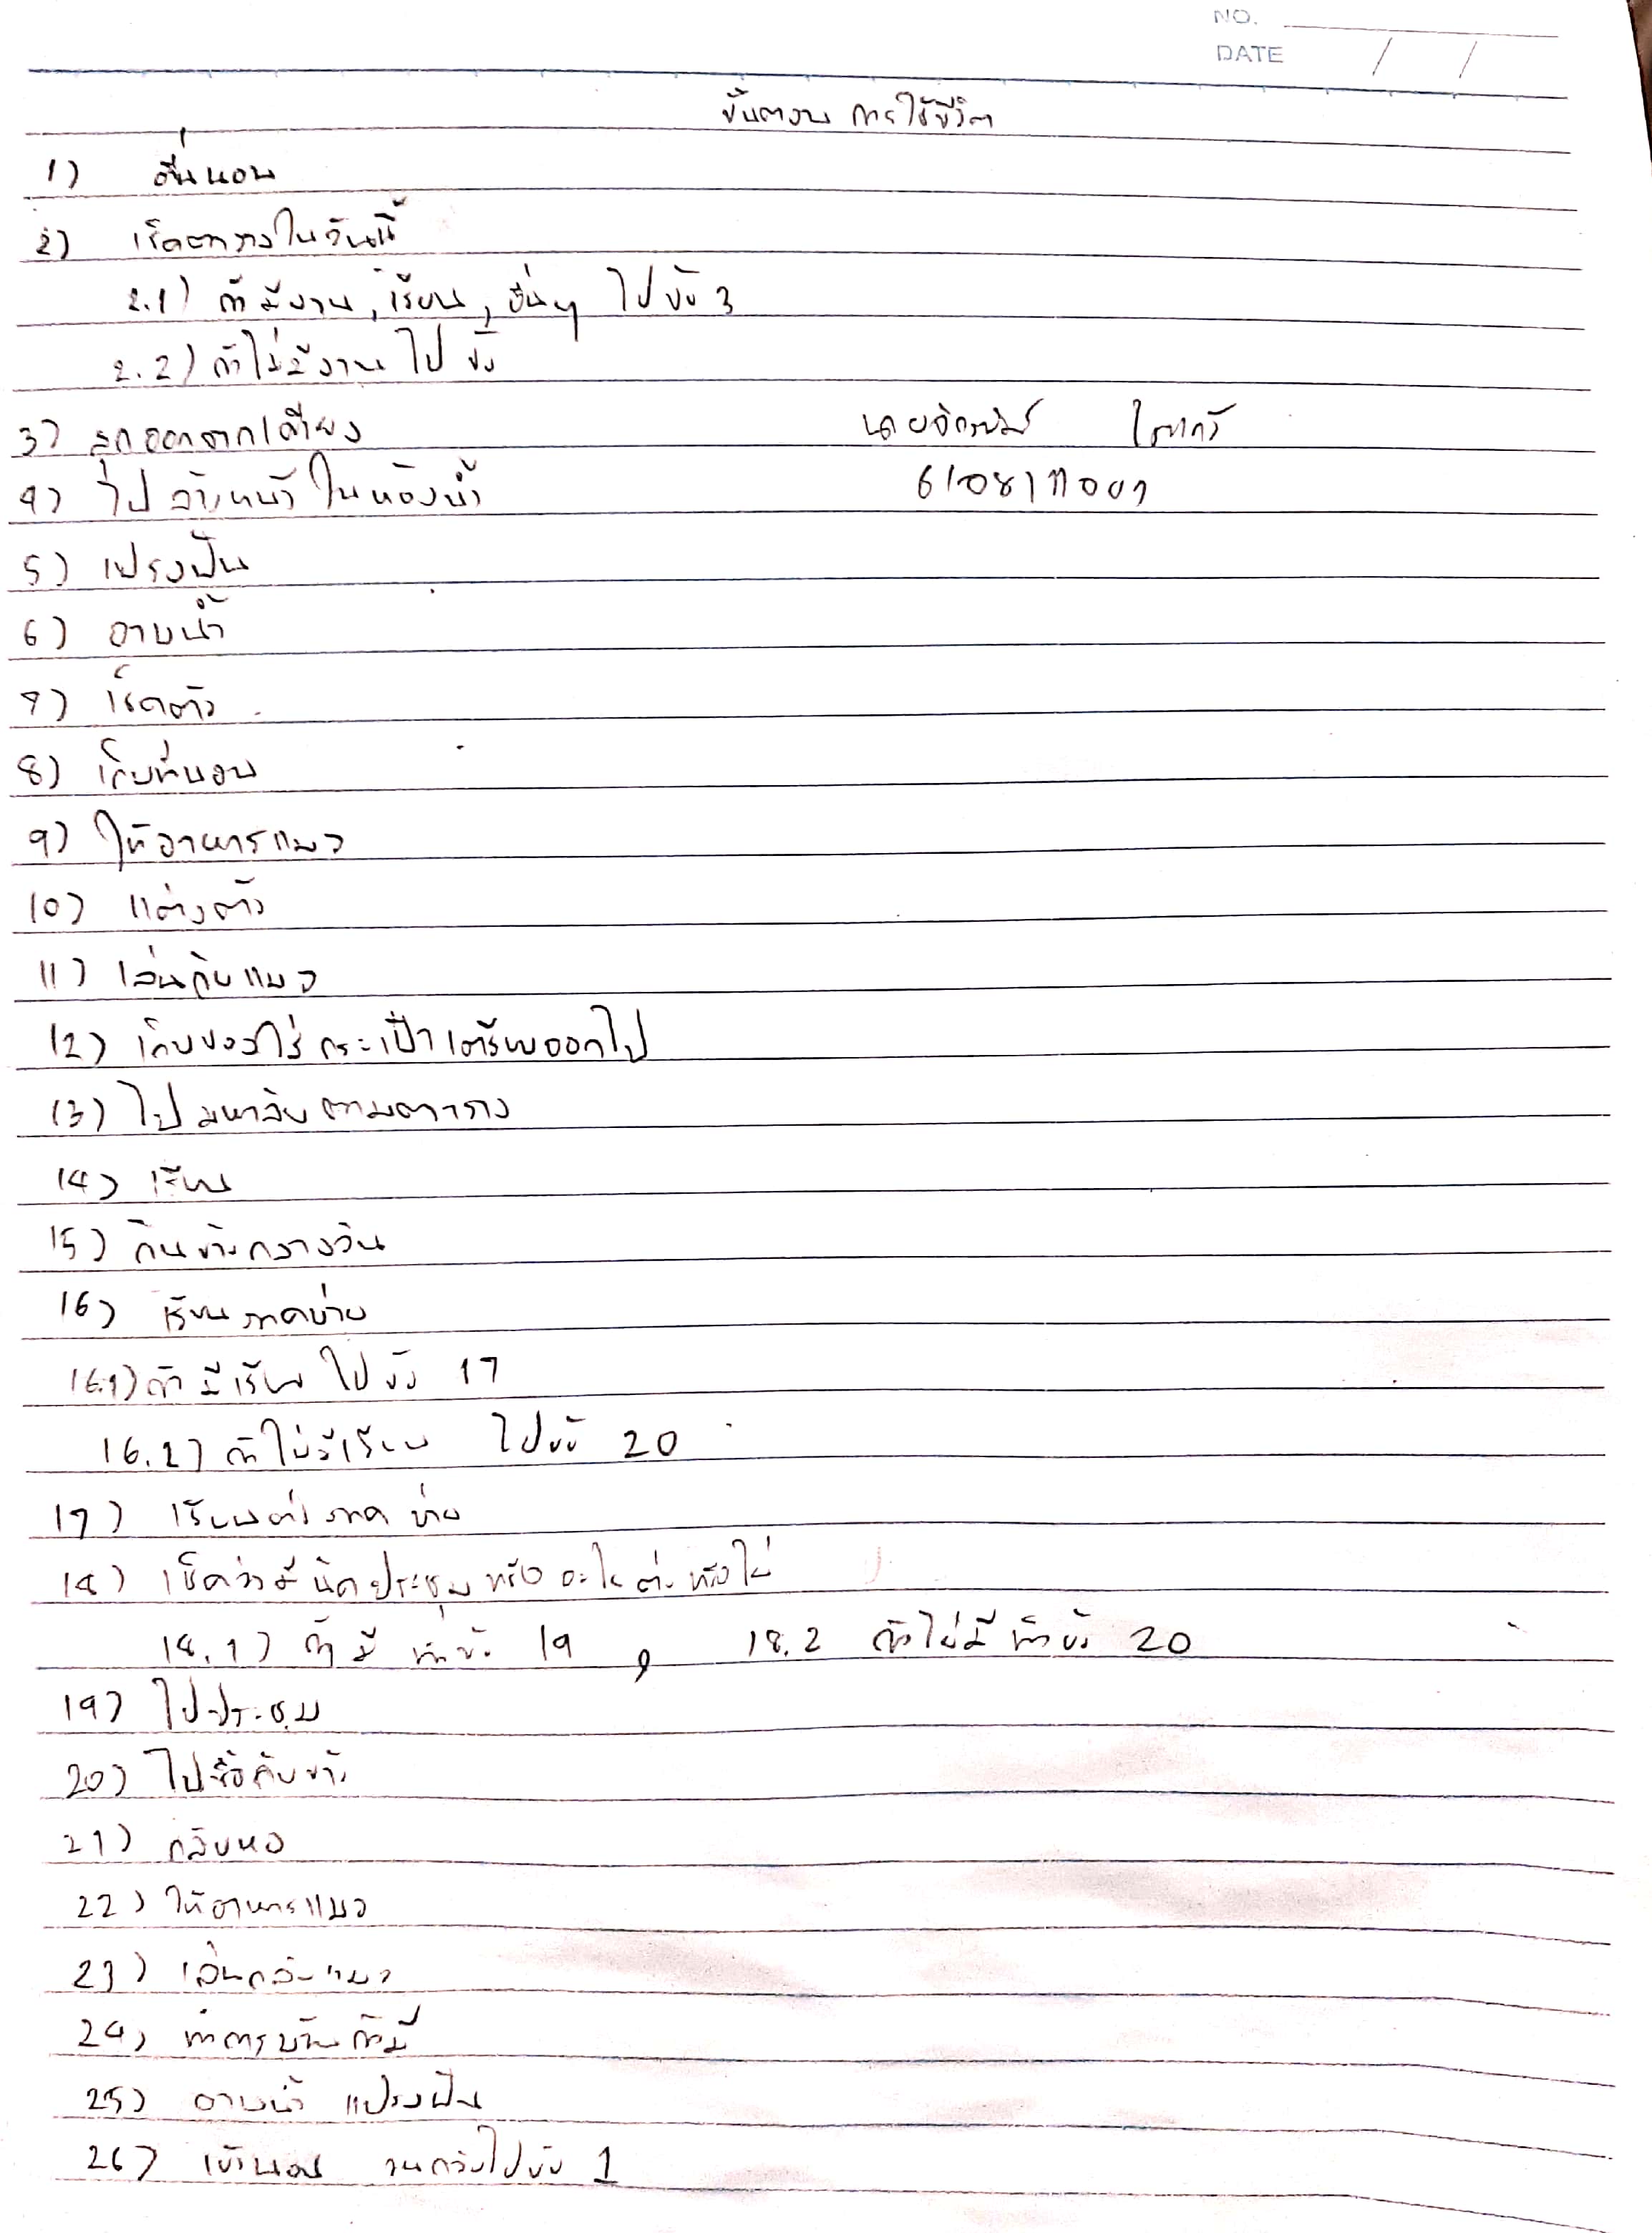 NO.
DATE / /
ขั้นตอน การใช้ชีวิต
1) ตื่นนอน
2) เช็คตารางในวันนี้
2.1) ถ้ามีงาน, เรียน, อื่นๆ ไปข้อ 3
2.2) ถ้าไม่มีงาน ไป ข้อ
3) ลุกออกจากเตียง
นาย
4) ไปล้างหน้าในห้องน้ำ
5) แปรงฟัน
6) อาบน้ำ
7) เช็ดตัว
8) เก็บที่นอน
9) ให้อาหารแมว
10) แต่งตัว
11) เล่นกับแมว
12) เก็บของใส่กระเป๋าเตรียมออกไป
13) ไปมหาลัยตามตาราง
14) เรียน
15) กินข้าวกลางวัน
16) เรียนภาคบ่าย
16.1) ถ้ามีเรียน ไปข้อ 17
16.2) ถ้าไม่มีเรียน ไปข้อ 20
17) เรียนต่อภาคบ่าย
18) เช็คว่ามีนัดประชุมหรืออะไรต่อหรือไม่
18.1) ถ้ามี ทำข้อ 19 , 18.2 ถ้าไม่มี ทำข้อ 20
19) ไปประชุม
20) ไปซื้อกับข้าว
21) กลับหอ
22) ให้อาหารแมว
23) เล่นกับแมว
24) ทำการบ้านถ้ามี
25) อาบน้ำ แปรงฟัน
26) เข้านอน วนกลับไปข้อ 1